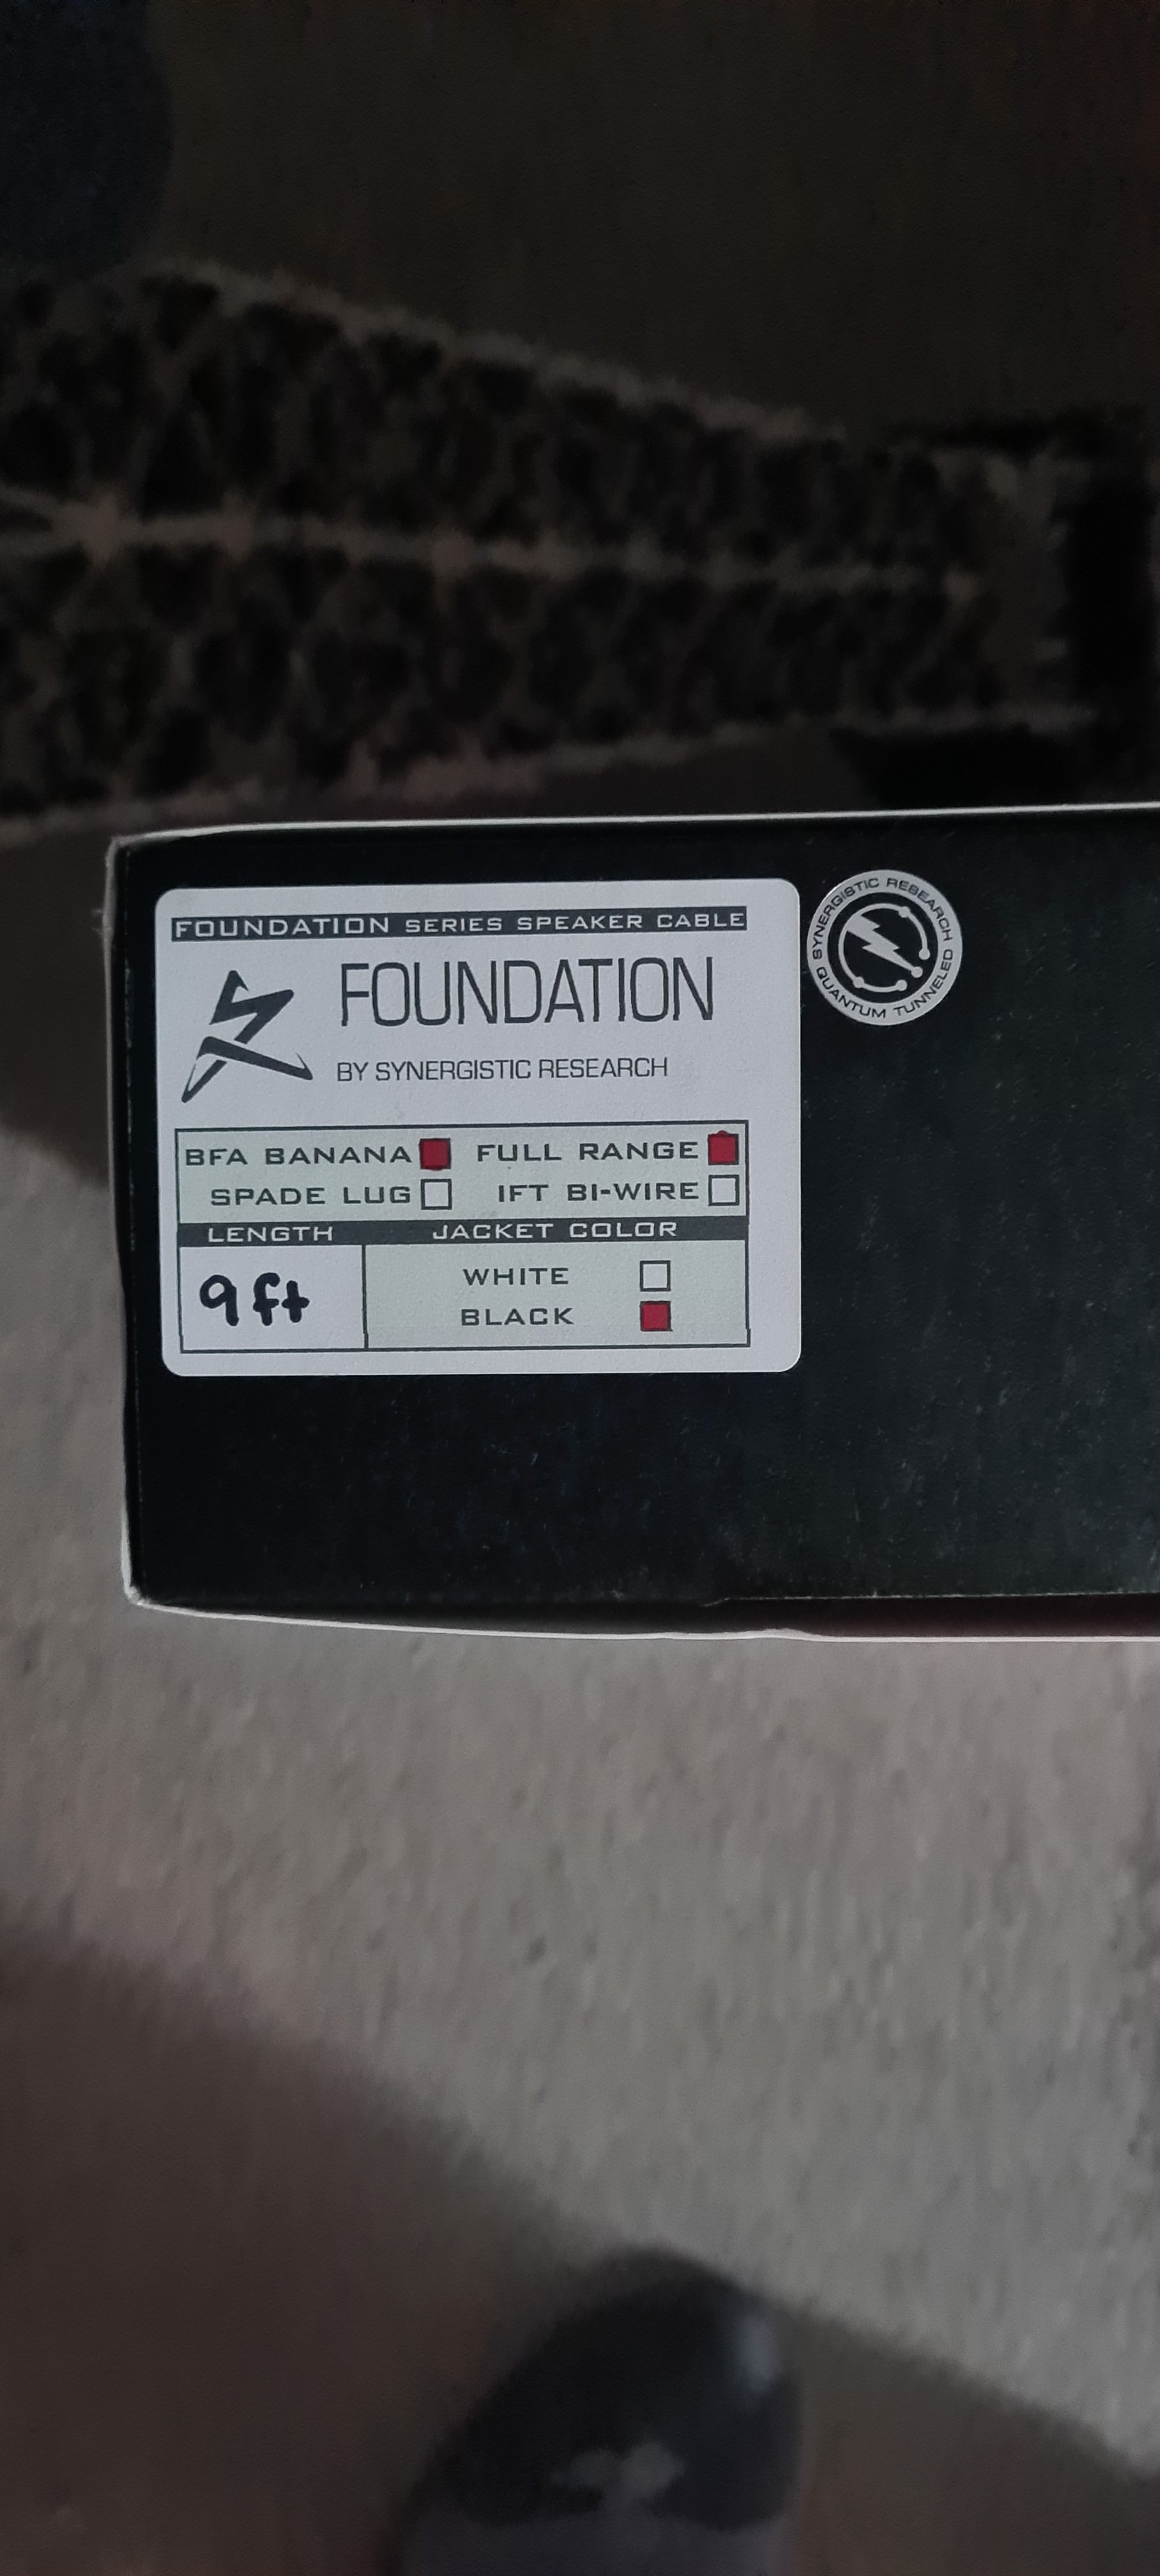 FOUNDATION SERIES SPEAKER CABLE
FOUNDATION
BY SYNERGISTIC RESEARCH
BFA BANANA FULL RANGE
SPADE LUG IFT BI-WIRE
LENGTH JACKET COLOR
9ft
WHITE
BLACK
SYNERGISTIC RESEARCH
QUANTUM TUNNELED